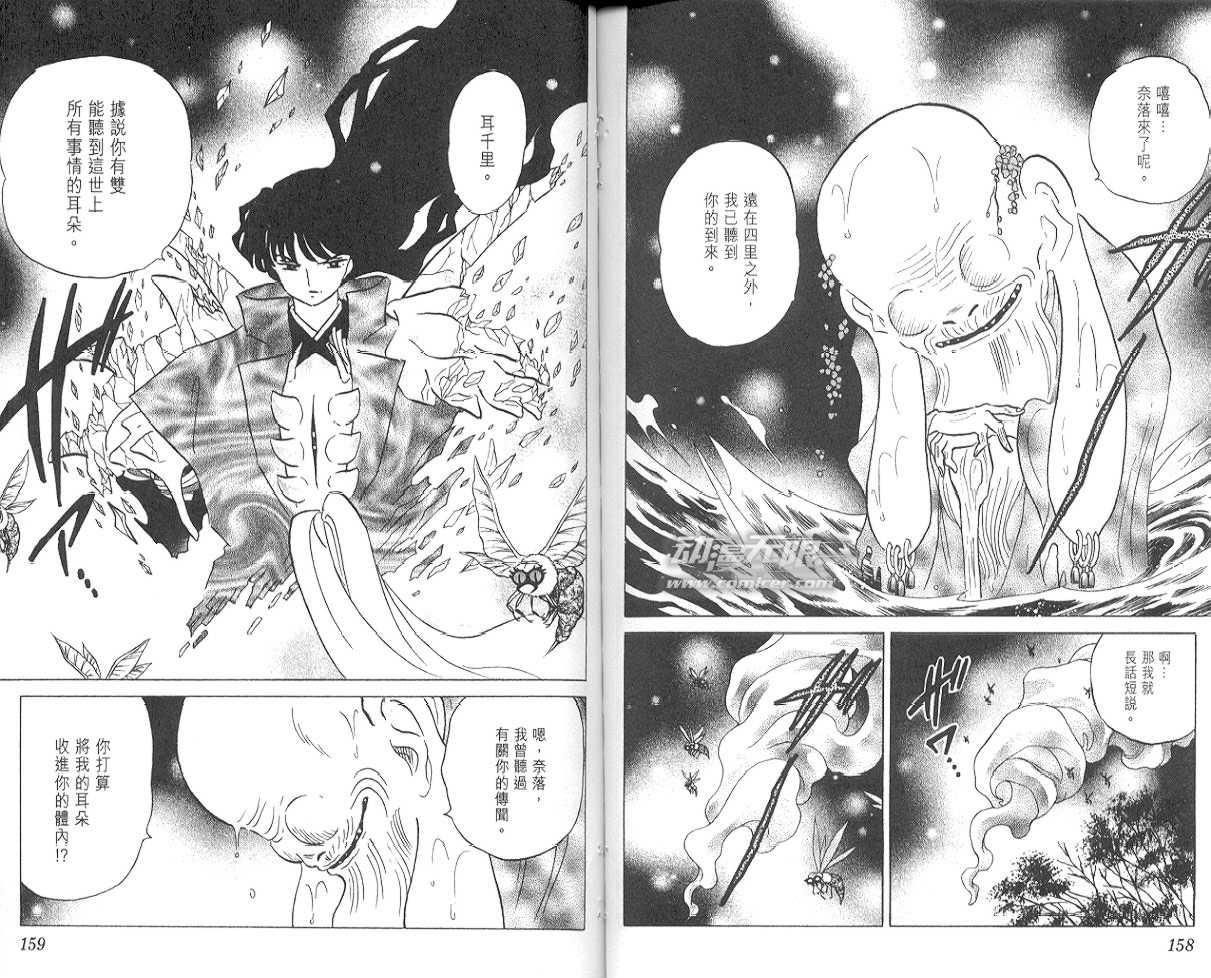 嘻嘻…
奈落來了呢。
遠在四里之外，
我已聽到
你的到來。
动漫无限
www.comicer.com
啊…
那我就
長話短說。
158
耳千里。
據說你有雙
能聽到這世上
所有事情的耳朵。
嗯，奈落，
我曾聽過
有關你的傳聞。
你打算
將我的耳朵
收進你的體內!?
159